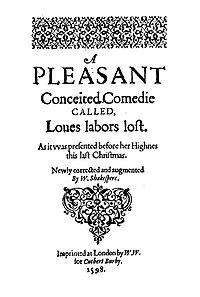 A
PLEASANT
Conceited Comedie
CALLED,
Loues labors lost.
As it vvas presented before her Highnes
this last Christmas.
Newly corrected and augmented
By W. Shakespere.
Imprinted at London by W.W.
for Cutbert Burby.
1598.